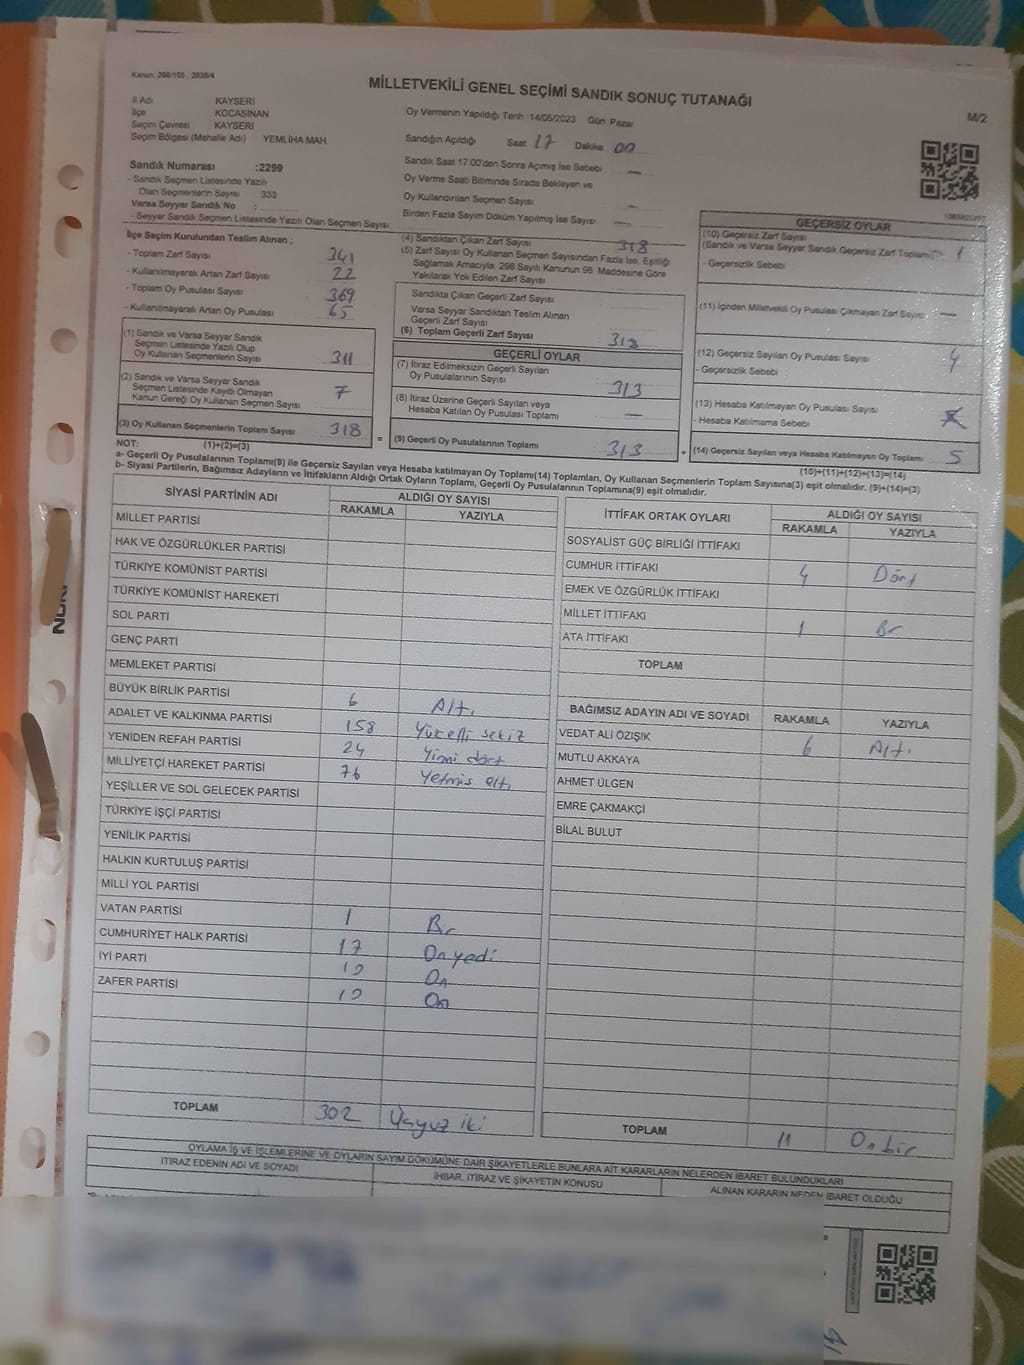 Kanun: 298/105 ; 2839/4
MİLLETVEKİLİ GENEL SEÇİMİ SANDIK SONUÇ TUTANAĞI
M/2
İl Adı KAYSERİ
İlçe KOCASİNAN
Seçim Çevresi KAYSERİ
Seçim Bölgesi (Mahalle Adı) YEMLİHA MAH.
Sandık Numarası :2299
- Sandık Seçmen Listesinde Yazılı
Olan Seçmenlerin Sayısı 333
Varsa Seyyar Sandık No :
- Seyyar Sandık Seçmen Listesinde Yazılı Olan Seçmen Sayısı:
Oy Vermenin Yapıldığı Tarih :14/05/2023 Gün: Pazar
Sandığın Açıldığı Saat 17 Dakika 00
Sandık Saat 17:00'den Sonra Açılmış İse Sebebi —
Oy Verme Saati Bitiminde Sırada Bekleyen ve
Oy Kullandırılan Seçmen Sayısı —
Birden Fazla Sayım Döküm Yapılmış İse Sayısı —
İlçe Seçim Kurulundan Teslim Alınan ;
- Toplam Zarf Sayısı 341
- Kullanılmayarak Artan Zarf Sayısı 22
- Toplam Oy Pusulası Sayısı 369
- Kullanılmayarak Artan Oy Pusulası 65
(1) Sandık ve Varsa Seyyar Sandık
Seçmen Listesinde Yazılı Olup
Oy Kullanan Seçmenlerin Sayısı 311
(2) Sandık ve Varsa Seyyar Sandık
Seçmen Listesinde Kayıtlı Olmayan
Kanun Gereği Oy Kullanan Seçmen Sayısı 7
(3) Oy Kullanan Seçmenlerin Toplam Sayısı 318
(4) Sandıktan Çıkan Zarf Sayısı 318
(5) Zarf Sayısı Oy Kullanan Seçmen Sayısından Fazla İse, Eşitliği
Sağlamak Amacıyla, 298 Sayılı Kanunun 98. Maddesine Göre
Yakılarak Yok Edilen Zarf Sayısı
Sandıkta Çıkan Geçerli Zarf Sayısı
Varsa Seyyar Sandıktan Teslim Alınan
Geçerli Zarf Sayısı
(6) Toplam Geçerli Zarf Sayısı
GEÇERLİ OYLAR
(7) İtiraz Edilmeksizin Geçerli Sayılan
Oy Pusulalarının Sayısı 313
(8) İtiraz Üzerine Geçerli Sayılan veya
Hesaba Katılan Oy Pusulası Toplamı —
= (9) Geçerli Oy Pusulalarının Toplamı 313 +
GEÇERSİZ OYLAR
(10) Geçersiz Zarf Sayısı
(Sandık ve Varsa Seyyar Sandık Geçersiz Zarf Toplamı) 1
- Geçersizlik Sebebi
(11) İçinden Milletvekili Oy Pusulası Çıkmayan Zarf Sayısı —
(12) Geçersiz Sayılan Oy Pusulası Sayısı 4
- Geçersizlik Sebebi
(13) Hesaba Katılmayan Oy Pusulası Sayısı
- Hesaba Katılmama Sebebi
(14) Geçersiz Sayılan veya Hesaba Katılmayan Oy Toplamı 5
NOT: (1)+(2)=(3)
(10)+(11)+(12)+(13)=(14)
a- Geçerli Oy Pusulalarının Toplamı(9) ile Geçersiz Sayılan veya Hesaba katılmayan Oy Toplamı(14) Toplamları, Oy Kullanan Seçmenlerin Toplam Sayısına(3) eşit olmalıdır. (9)+(14)=(3)
b- Siyasi Partilerin, Bağımsız Adayların ve İttifakların Aldığı Ortak Oyların Toplamı, Geçerli Oy Pusulalarının Toplamına(9) eşit olmalıdır.
SİYASİ PARTİNİN ADI ALDIĞI OY SAYISI
RAKAMLA YAZIYLA
MİLLET PARTİSİ
HAK VE ÖZGÜRLÜKLER PARTİSİ
TÜRKİYE KOMÜNİST PARTİSİ
TÜRKİYE KOMÜNİST HAREKETİ
SOL PARTİ
GENÇ PARTİ
MEMLEKET PARTİSİ
BÜYÜK BİRLİK PARTİSİ 6 Altı
ADALET VE KALKINMA PARTİSİ 158 Yüzelli sekiz
YENİDEN REFAH PARTİSİ 24 Yirmi dört
MİLLİYETÇİ HAREKET PARTİSİ 76 Yetmiş altı
YEŞİLLER VE SOL GELECEK PARTİSİ
TÜRKİYE İŞÇİ PARTİSİ
YENİLİK PARTİSİ
HALKIN KURTULUŞ PARTİSİ
MİLLİ YOL PARTİSİ
VATAN PARTİSİ 1 Bir
CUMHURİYET HALK PARTİSİ 17 On yedi
İYİ PARTİ 10 On
ZAFER PARTİSİ 10 On
TOPLAM 302 Üçyüz iki
İTTİFAK ORTAK OYLARI ALDIĞI OY SAYISI
RAKAMLA YAZIYLA
SOSYALİST GÜÇ BİRLİĞİ İTTİFAKI
CUMHUR İTTİFAKI 4 Dört
EMEK VE ÖZGÜRLÜK İTTİFAKI
MİLLET İTTİFAKI 1 Bir
ATA İTTİFAKI
TOPLAM
BAĞIMSIZ ADAYIN ADI VE SOYADI RAKAMLA YAZIYLA
VEDAT ALİ ÖZIŞIK 6 Altı
MUTLU AKKAYA
AHMET ÜLGEN
EMRE ÇAKMAKÇİ
BİLAL BULUT
TOPLAM 11 On bir
OYLAMA İŞ VE İŞLEMLERİNE VE OYLARIN SAYIM DÖKÜMÜNE DAİR ŞİKAYETLERLE BUNLARA AİT KARARLARIN NELERDEN İBARET BULUNDUKLARI
İTİRAZ EDENİN ADI VE SOYADI İHBAR, İTİRAZ VE ŞİKAYETİN KONUSU ALINAN KARARIN NEDEN İBARET OLDUĞU